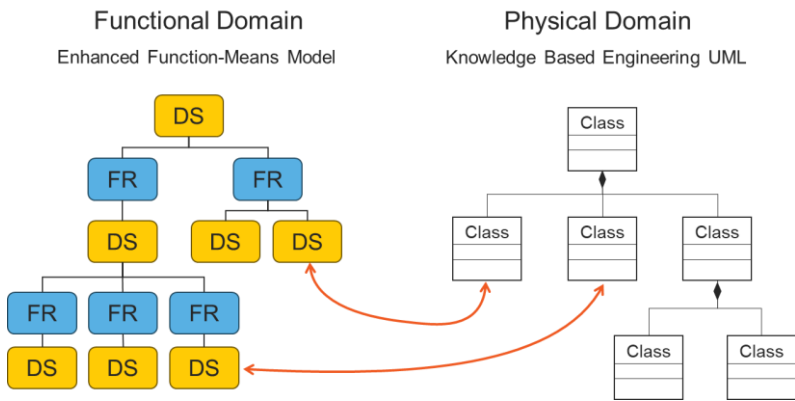 Functional Domain
Enhanced Function-Means Model
DS
FR FR
DS DS DS
FR FR FR
DS DS DS
Physical Domain
Knowledge Based Engineering UML
Class
Class Class Class
Class Class